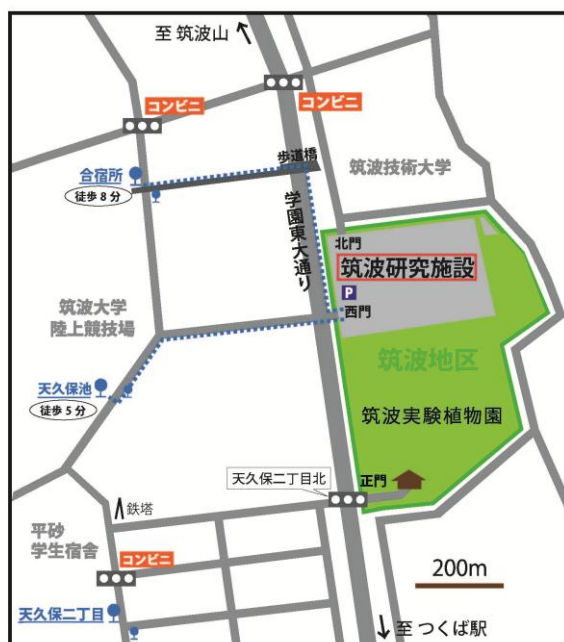 至 筑波山
コンビニ
コンビニ
歩道橋
筑波技術大学
合宿所
徒歩 8 分
学園東大通り
北門
筑波研究施設
P
西門
筑波大学
陸上競技場
筑波地区
天久保池
徒歩 5 分
筑波実験植物園
天久保二丁目北
正門
鉄塔
平砂
学生宿舎
コンビニ
200m
天久保二丁目
至 つくば駅